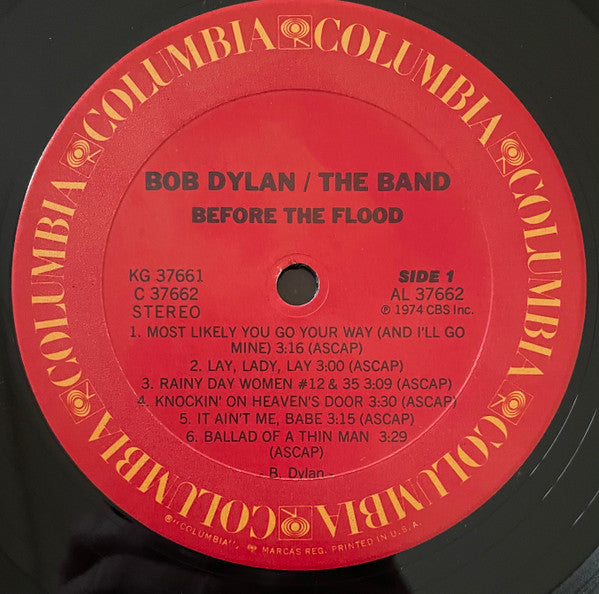 COLUMBIA COLUMBIA COLUMBIA COLUMBIA COLUMBIA COLUMBIA COLUMBIA
BOB DYLAN / THE BAND
BEFORE THE FLOOD
KG 37661
C 37662
STEREO
SIDE 1
AL 37662
℗ 1974 CBS Inc.
1. MOST LIKELY YOU GO YOUR WAY (AND I'LL GO
MINE) 3:16 (ASCAP)
2. LAY, LADY, LAY 3:00 (ASCAP)
3. RAINY DAY WOMEN #12 & 35 3:09 (ASCAP)
4. KNOCKIN' ON HEAVEN'S DOOR 3:30 (ASCAP)
5. IT AIN'T ME, BABE 3:15 (ASCAP)
6. BALLAD OF A THIN MAN 3:29
(ASCAP)
- B. Dylan -
® "COLUMBIA", MARCAS REG. PRINTED IN U.S.A.